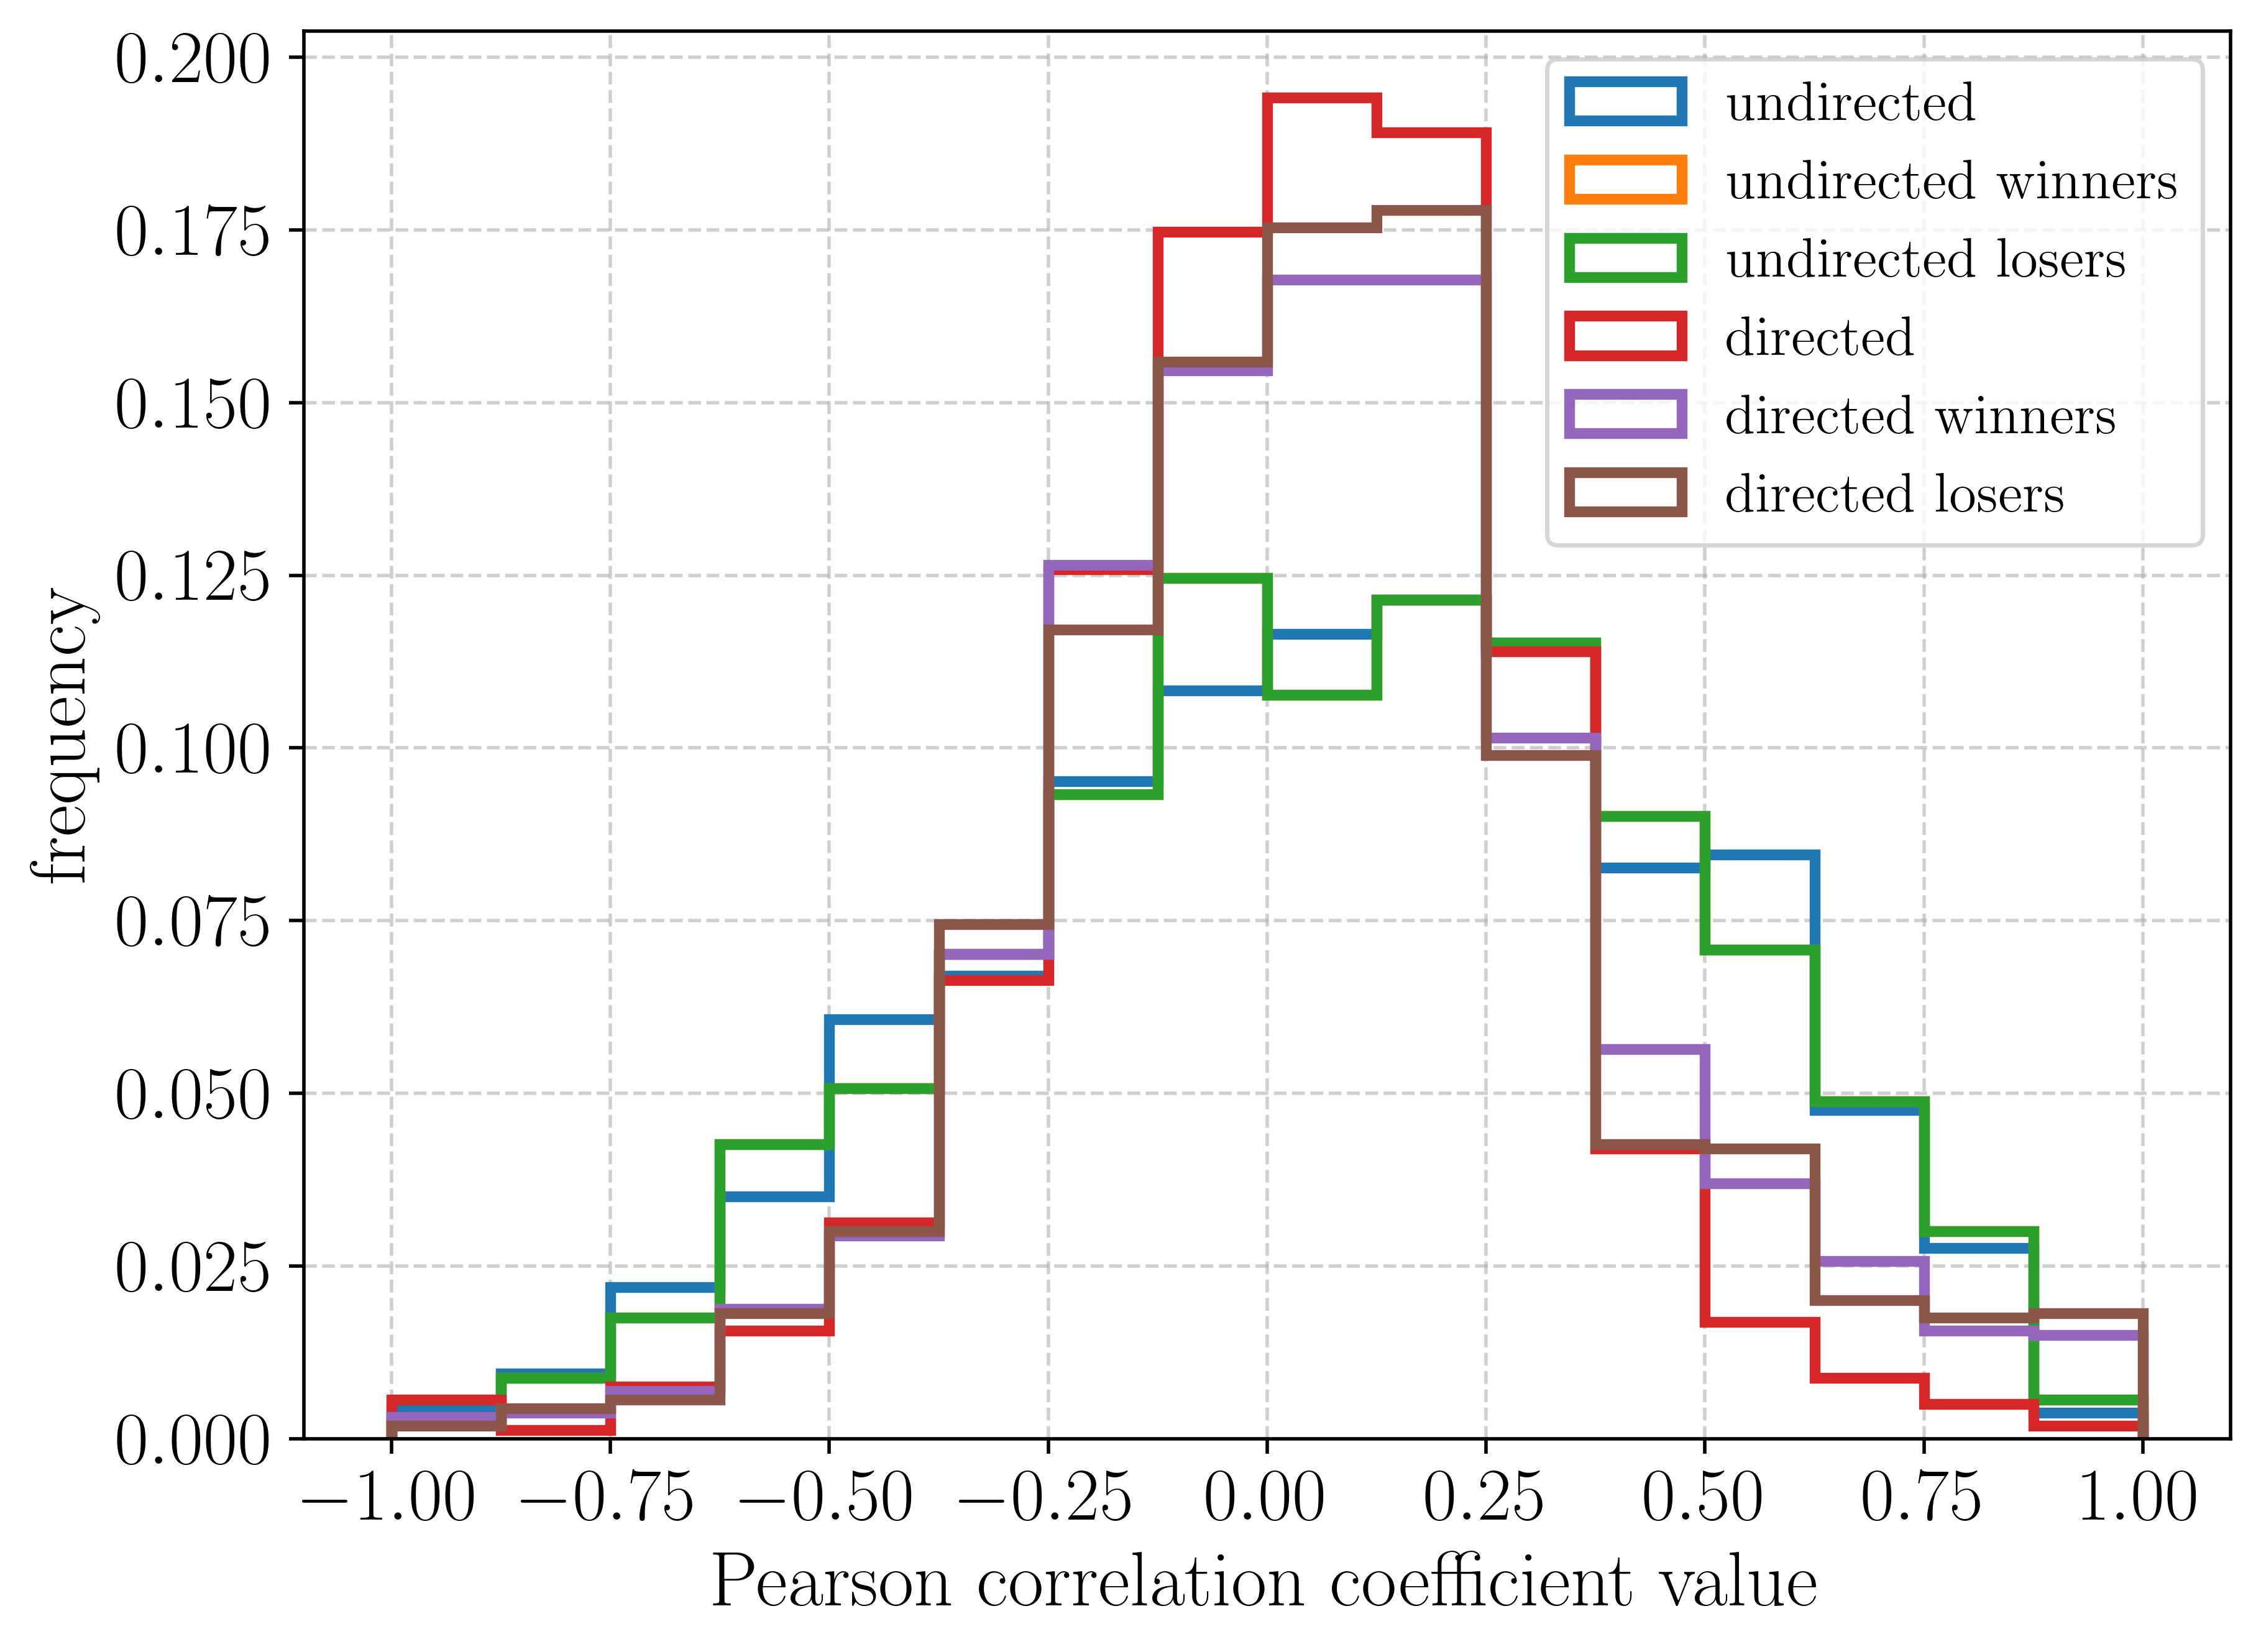 0.200
0.175
0.150
0.125
0.100
0.075
0.050
0.025
0.000
frequency
undirected
undirected winners
undirected losers
directed
directed winners
directed losers
−1.00 −0.75 −0.50 −0.25 0.00 0.25 0.50 0.75 1.00
Pearson correlation coefficient value